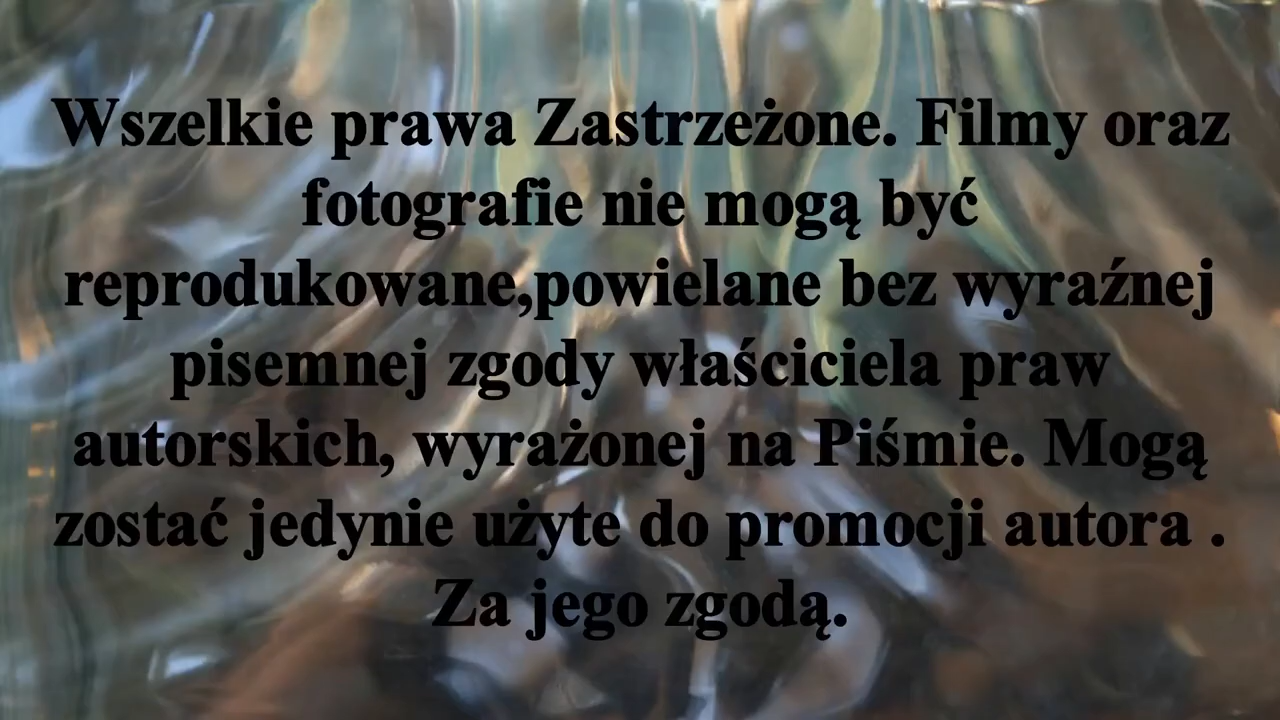 Wszelkie prawa Zastrzeżone. Filmy oraz
fotografie nie mogą być
reprodukowane,powielane bez wyraźnej
pisemnej zgody właściciela praw
autorskich, wyrażonej na Piśmie. Mogą
zostać jedynie użyte do promocji autora .
Za jego zgodą.